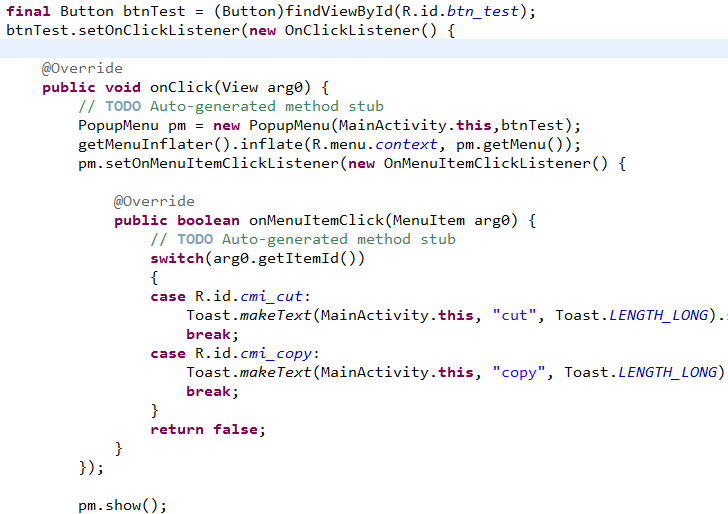 final Button btnTest = (Button)findViewById(R.id.btn_test);
btnTest.setOnClickListener(new OnClickListener() {
@Override
public void onClick(View arg0) {
// TODO Auto-generated method stub
PopupMenu pm = new PopupMenu(MainActivity.this,btnTest);
getMenuInflater().inflate(R.menu.context, pm.getMenu());
pm.setOnMenuItemClickListener(new OnMenuItemClickListener() {
@Override
public boolean onMenuItemClick(MenuItem arg0) {
// TODO Auto-generated method stub
switch(arg0.getItemId())
{
case R.id.cmi_cut:
Toast.makeText(MainActivity.this, "cut", Toast.LENGTH_LONG).
break;
case R.id.cmi_copy:
Toast.makeText(MainActivity.this, "copy", Toast.LENGTH_LONG)
break;
}
return false;
}
});
pm.show();